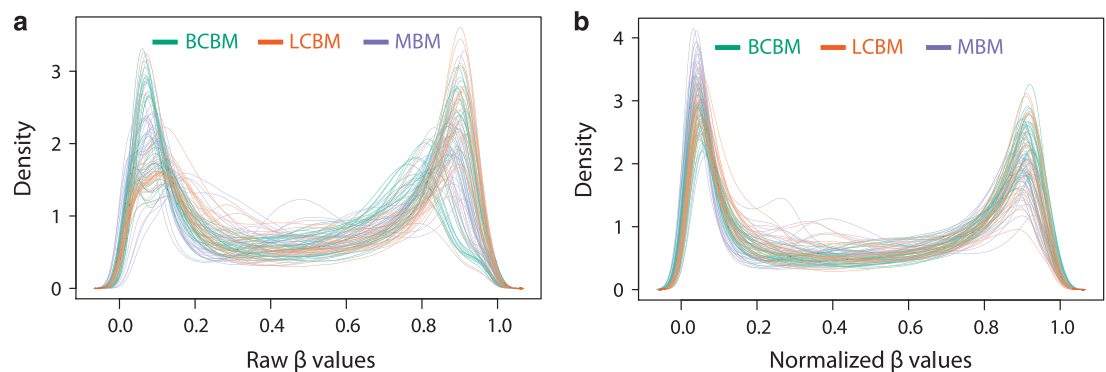 a
BCBM LCBM MBM
Density
3
2
1
0
0.0 0.2 0.4 0.6 0.8 1.0
Raw β values
b
BCBM LCBM MBM
Density
4
3
2
1
0
0.0 0.2 0.4 0.6 0.8 1.0
Normalized β values